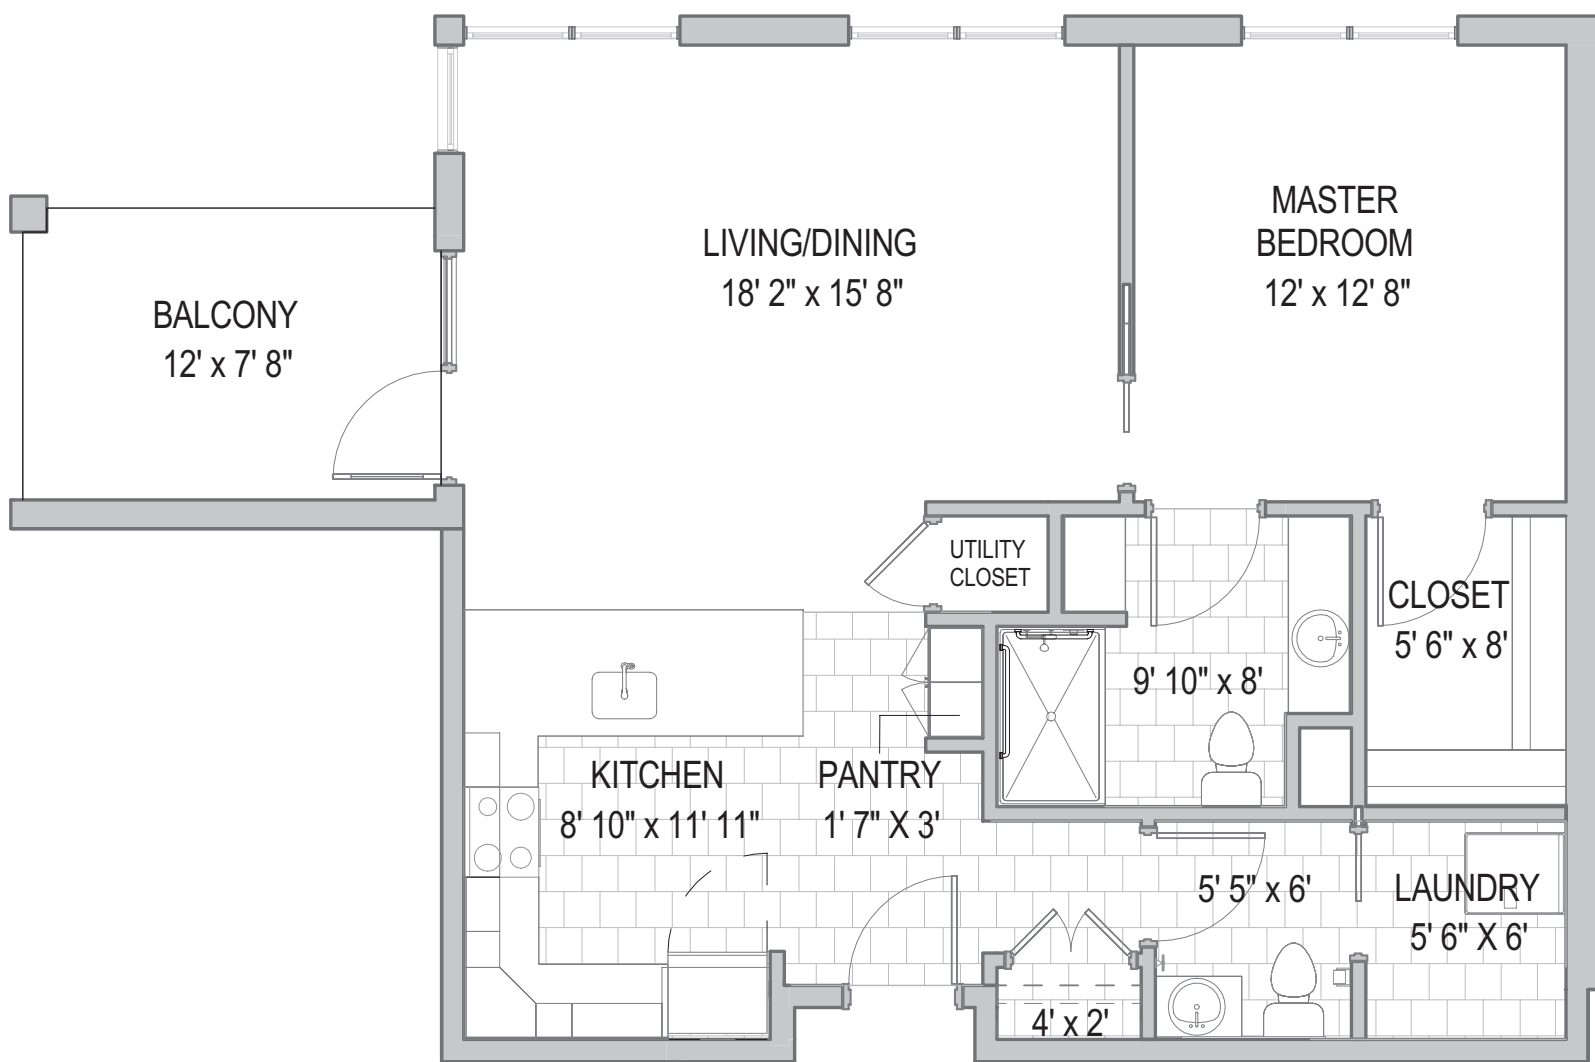 MASTER
BEDROOM
12' x 12' 8"
LIVING/DINING
18' 2" x 15' 8"
BALCONY
12' x 7' 8"
UTILITY
CLOSET
CLOSET
5' 6" x 8'
9' 10" x 8'
KITCHEN
8' 10" x 11' 11"
PANTRY
1' 7" X 3'
5' 5" x 6'
LAUNDRY
5' 6" X 6'
4' x 2'